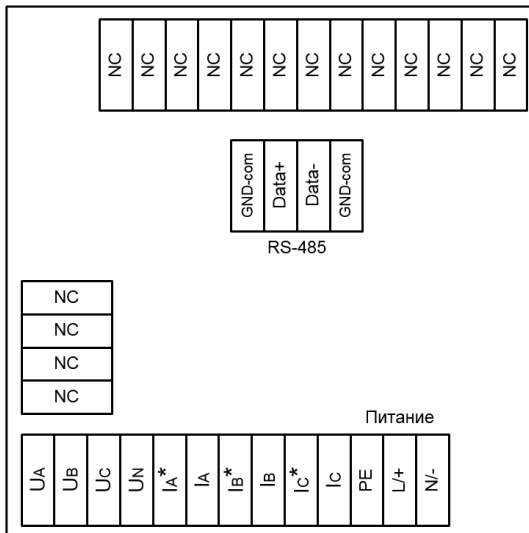 NC NC NC NC NC NC NC NC NC NC NC NC NC
GND-com Data+ Data- GND-com
RS-485
NC
NC
NC
NC
Питание
UA UB UC UN IA* IA IB* IB IC* IC PE L/+ N/-